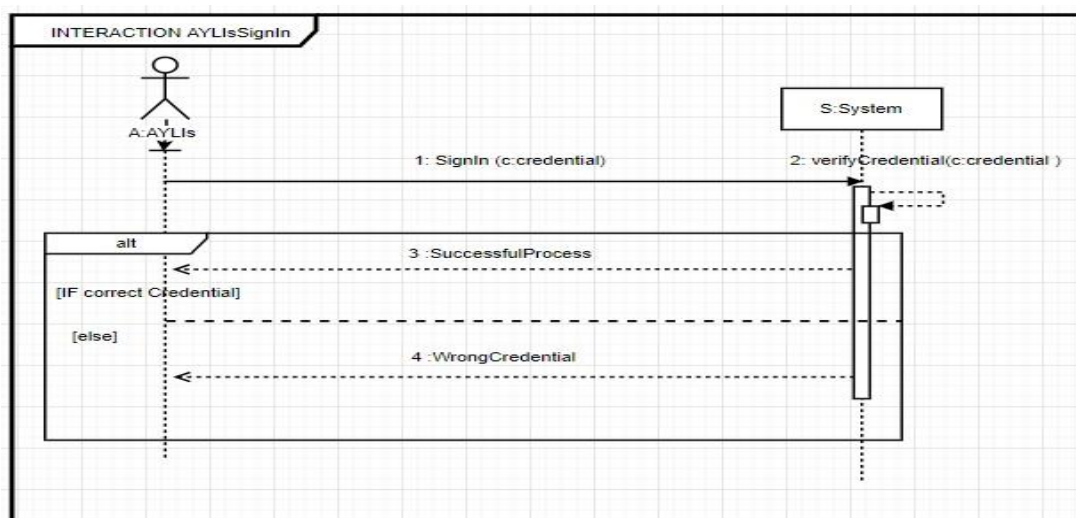 INTERACTION AYLIsSignIn
A:AYLIs
S:System
1: SignIn (c:credential)
2: verifyCredential(c:credential )
alt
3 :SuccessfulProcess
[IF correct Credential]
[else]
4 :WrongCredential